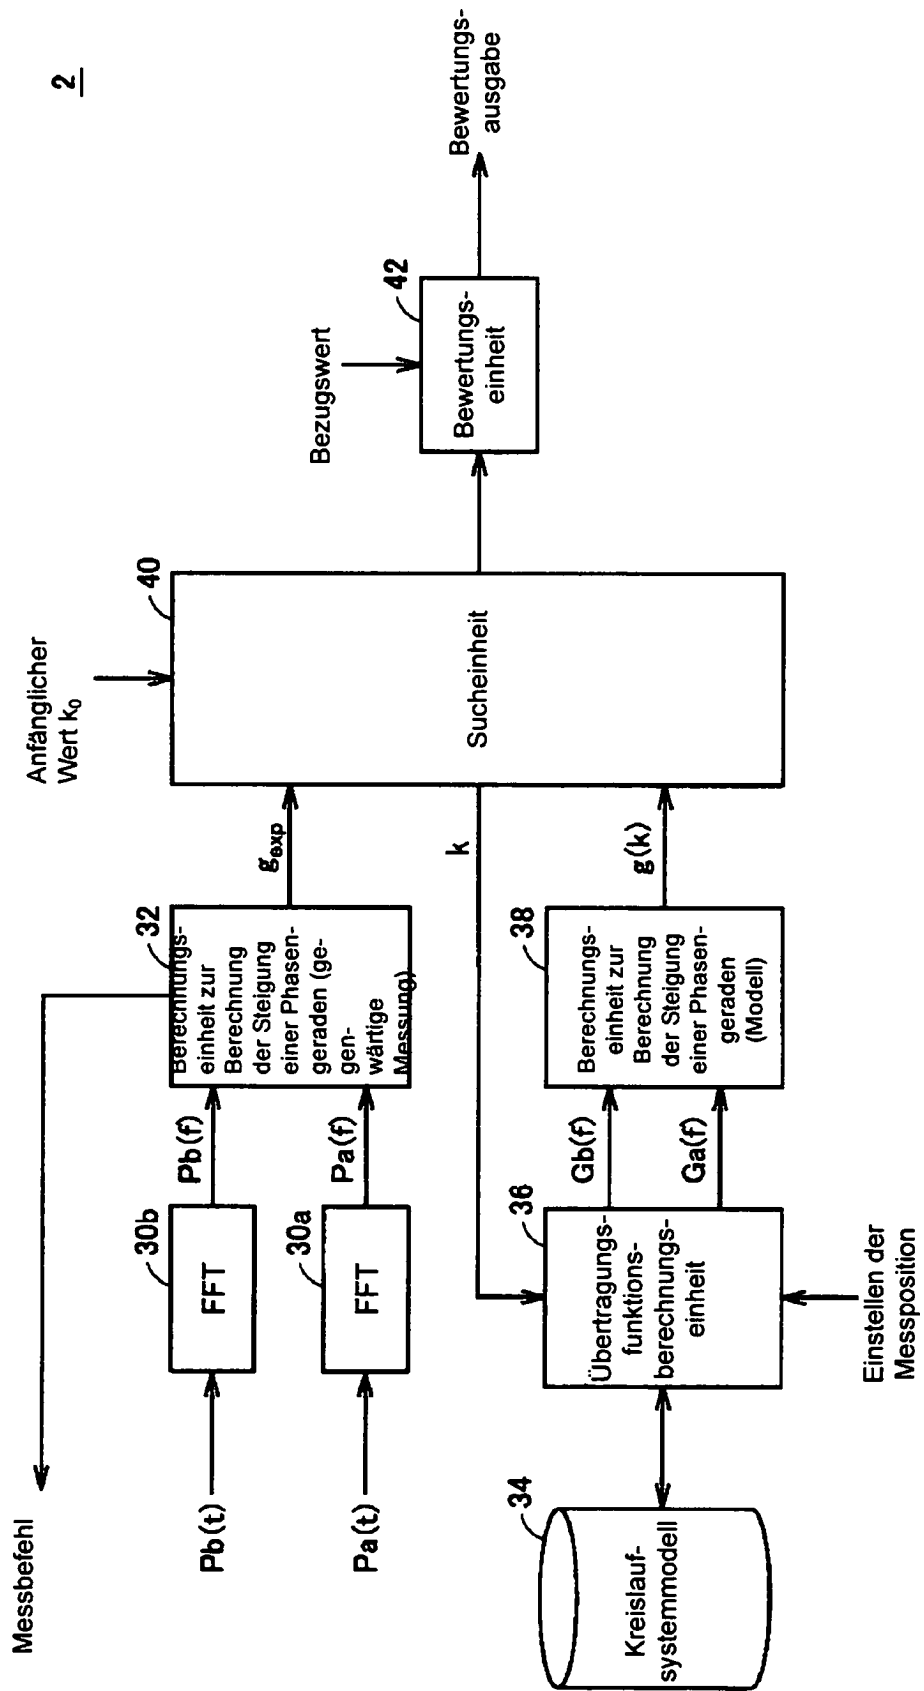 2
Messbefehl
Pb(t)
Pa(t)
30b
FFT
30a
FFT
Pb(f)
Pa(f)
32
Berechnungs-
einheit zur
Berechnung
der Steigung
einer Phasen-
geraden (ge-
gen-
wärtige
Messung)
gexp
Anfänglicher
Wert k0
40
Sucheinheit
Bezugswert
42
Bewertungs-
einheit
Bewertungs-
ausgabe
34
Kreislauf-
systemmodell
36
Übertragungs-
funktions-
berechnungs-
einheit
Einstellen der
Messposition
Gb(f)
Ga(f)
38
Berechnungs-
einheit zur
Berechnung
der Steigung
einer Phasen-
geraden
(Modell)
k
g(k)